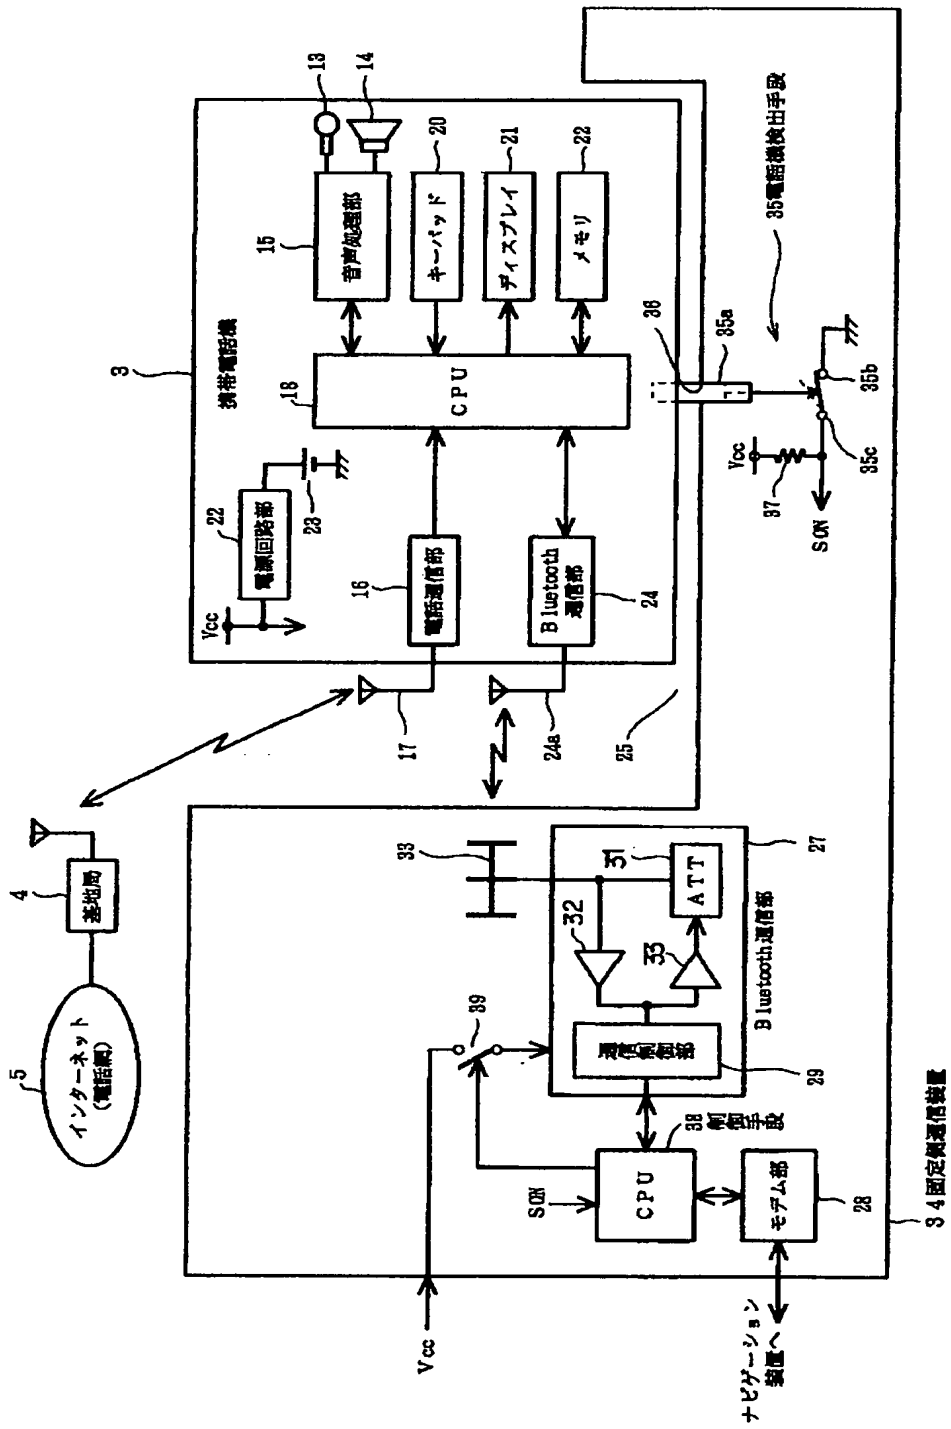 5
インターネット
(電話網)
4
基地局
3
携帯電話機
Vcc
22
電源回路部
23
18
CPU
15
音声処理部
13
14
キーパッド
20
ディスプレイ
21
メモリ
22
16
電話通信部
17
Bluetooth
通信部
24
24a
25
36
35a
35電話機検出手段
35b
35c
Vcc
37
SON
Vcc
39
33
32
31
ATT
33
通信制御部
29
27
Bluetooth通信部
SON
CPU
38 制御手段
モデム部
28
ナビゲーション
装置へ
34固定側通信装置